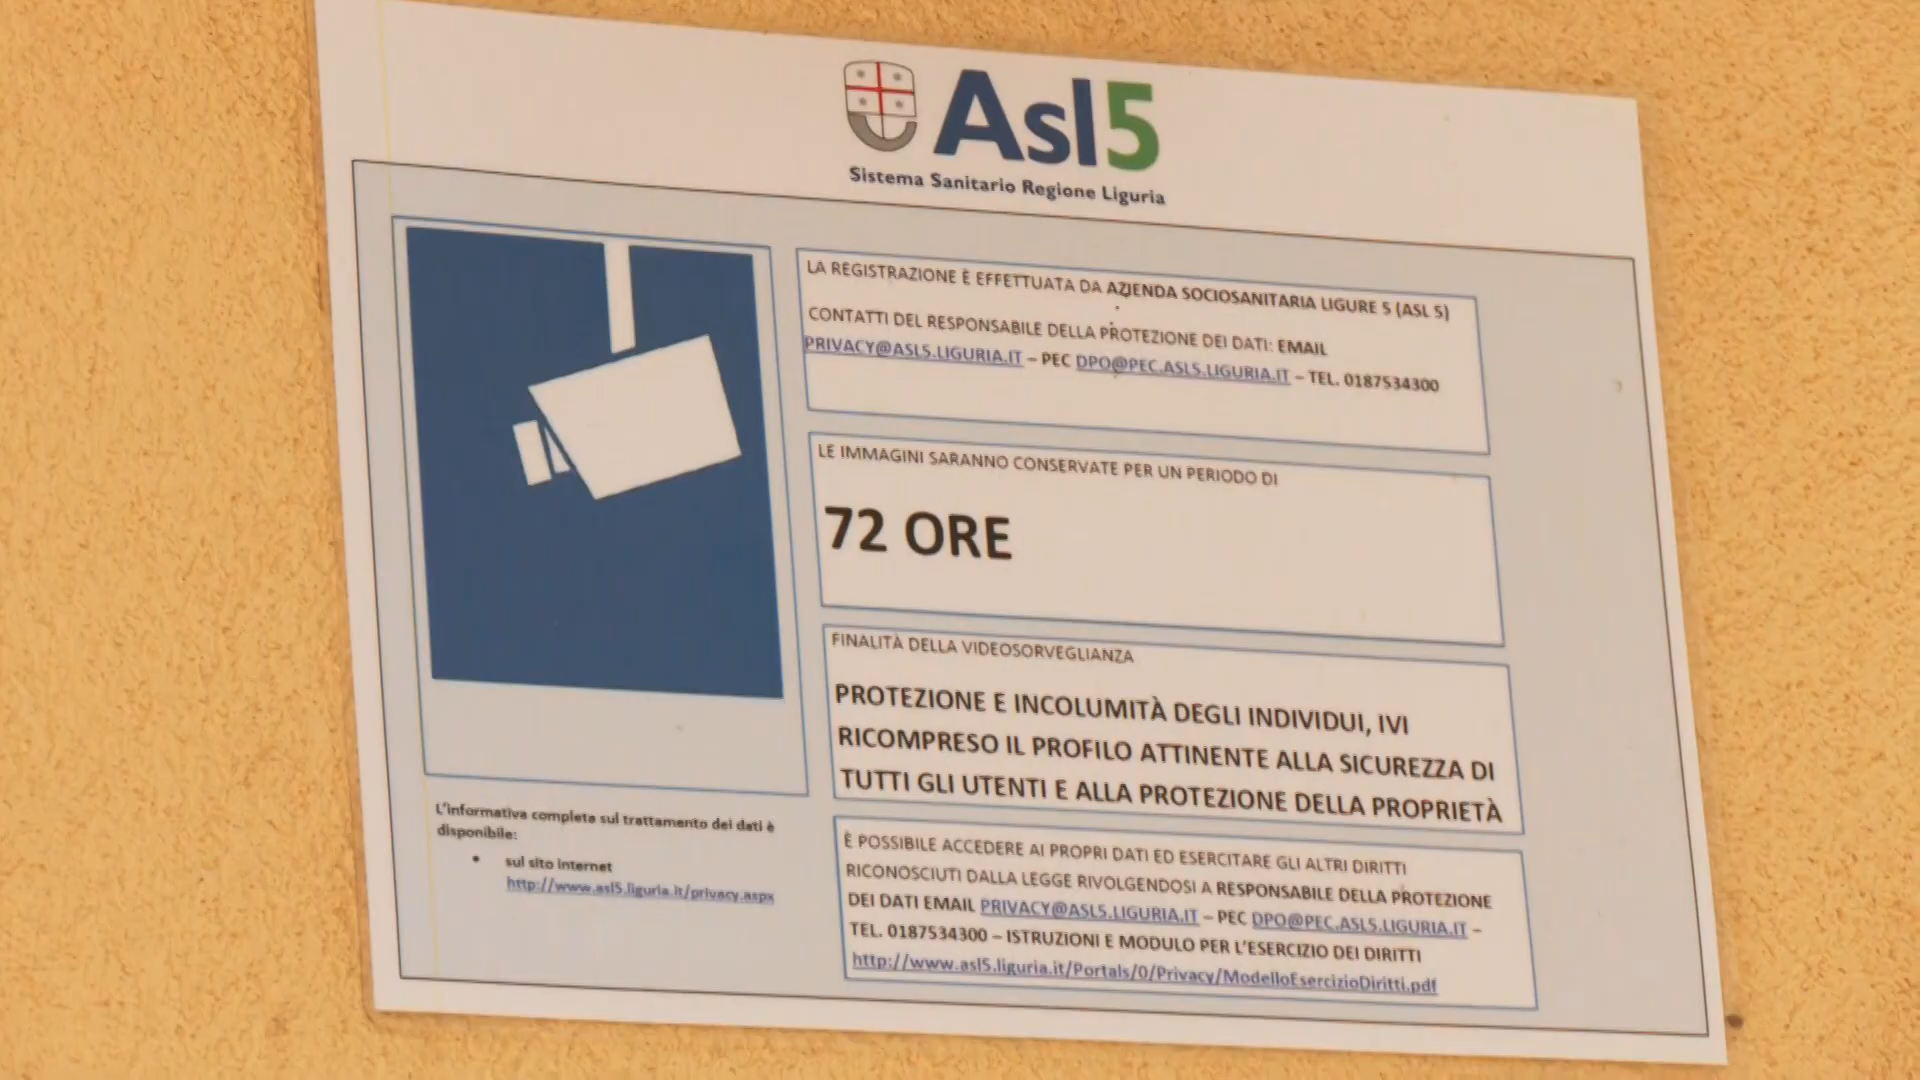 Asl5
Sistema Sanitario Regione Liguria
LA REGISTRAZIONE È EFFETTUATA DA AZIENDA SOCIOSANITARIA LIGURE 5 (ASL 5)
CONTATTI DEL RESPONSABILE DELLA PROTEZIONE DEI DATI: EMAIL
PRIVACY@ASL5.LIGURIA.IT – PEC DPO@PEC.ASL5.LIGURIA.IT – TEL. 0187534300
LE IMMAGINI SARANNO CONSERVATE PER UN PERIODO DI
72 ORE
FINALITÀ DELLA VIDEOSORVEGLIANZA
PROTEZIONE E INCOLUMITÀ DEGLI INDIVIDUI, IVI
RICOMPRESO IL PROFILO ATTINENTE ALLA SICUREZZA DI
TUTTI GLI UTENTI E ALLA PROTEZIONE DELLA PROPRIETÀ
L'informativa completa sul trattamento dei dati è
disponibile:
• sul sito internet
http://www.asl5.liguria.it/privacy.aspx
È POSSIBILE ACCEDERE AI PROPRI DATI ED ESERCITARE GLI ALTRI DIRITTI
RICONOSCIUTI DALLA LEGGE RIVOLGENDOSI A RESPONSABILE DELLA PROTEZIONE
DEI DATI EMAIL PRIVACY@ASL5.LIGURIA.IT – PEC DPO@PEC.ASL5.LIGURIA.IT –
TEL. 0187534300 – ISTRUZIONI E MODULO PER L'ESERCIZIO DEI DIRITTI
http://www.asl5.liguria.it/Portals/0/Privacy/ModelloEsercizioDiritti.pdf